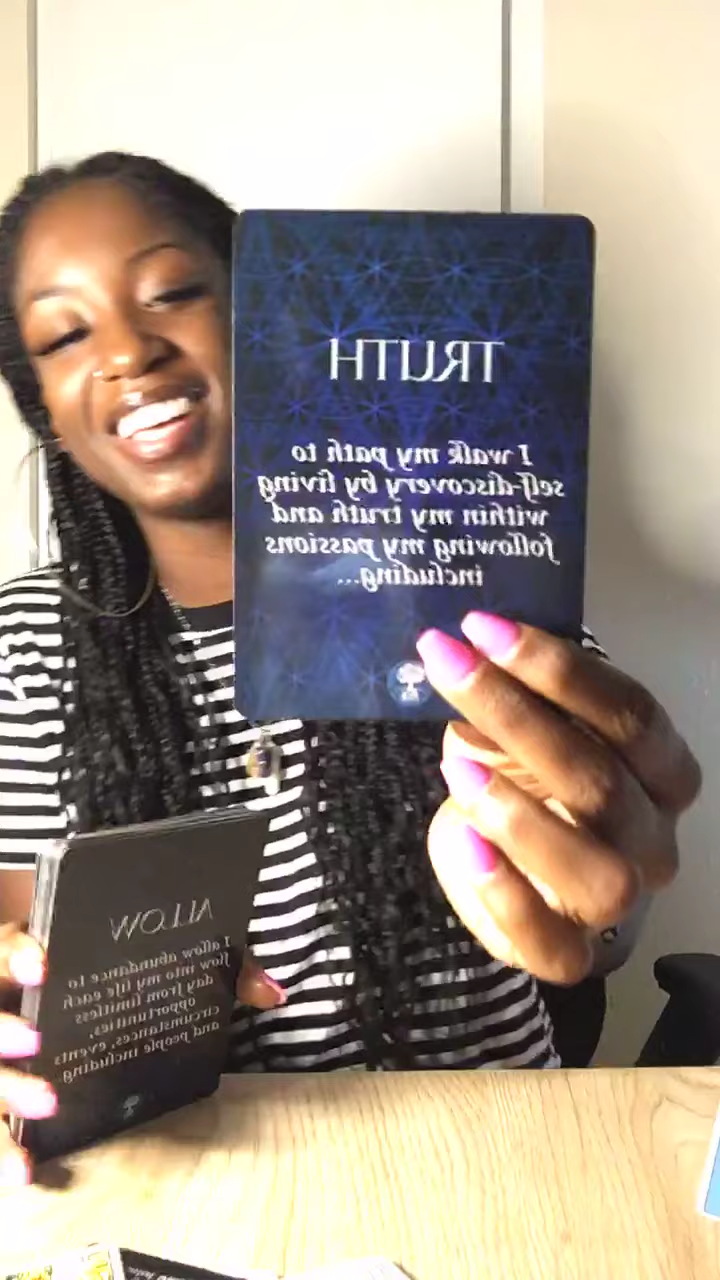 TRUTH
I walk my path to
self-discovery by living
within my truth and
following my passions
including...
ALLOW
I allow abundance to
flow into my life each
day from limitless
opportunities,
circumstances, events
and people including.